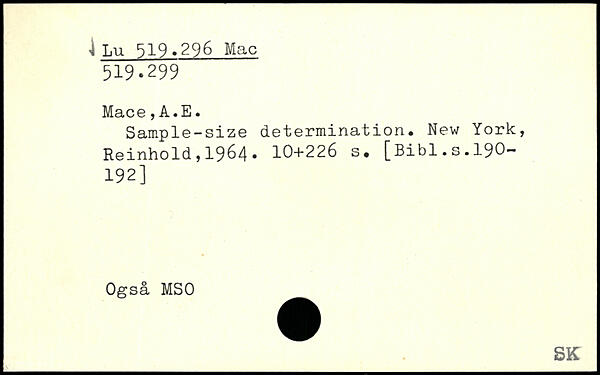 Lu 519.296 Mac
519.299
Mace,A.E.
Sample-size determination. New York,
Reinhold,1964. 10+226 s. [Bibl.s.190-
192]
Også MSO
SK